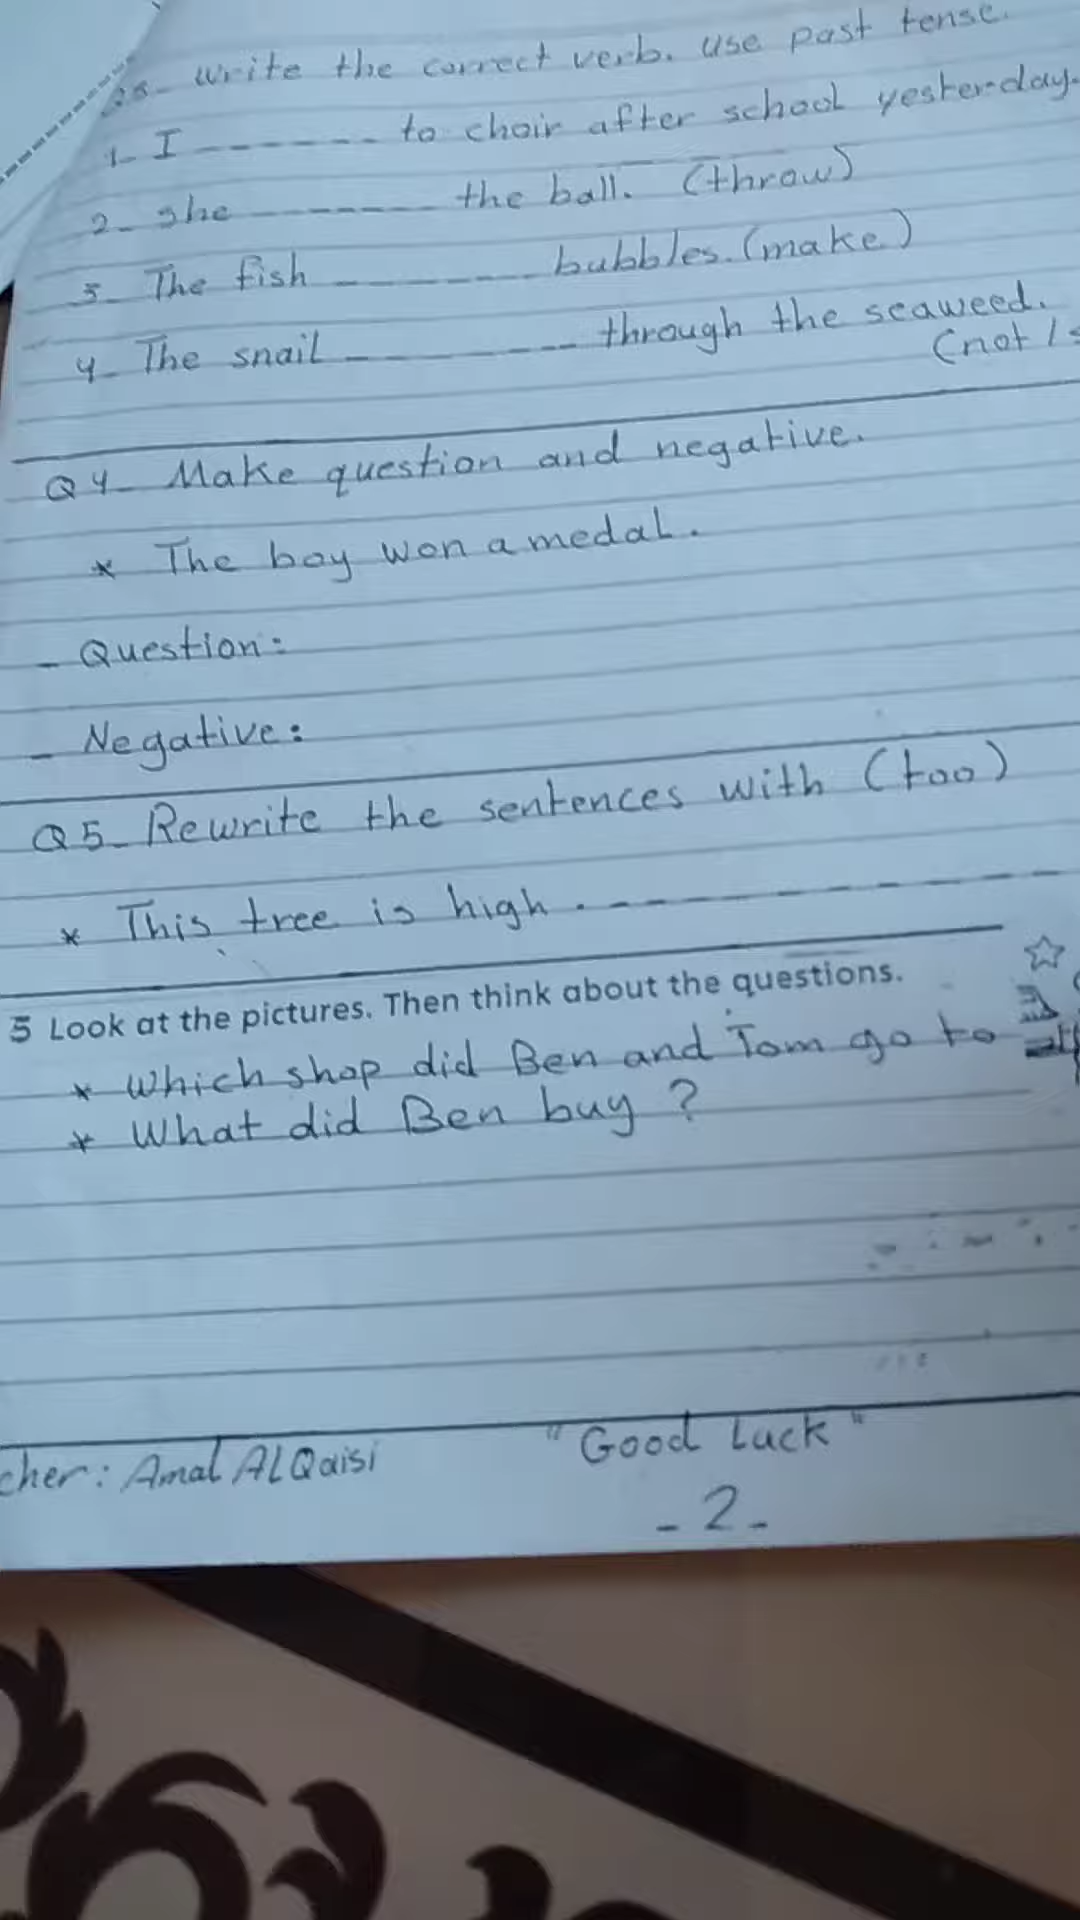 write the correct verb. use past tense.
1- I ------- to choir after school yesterday.
2- she ------- the ball. (throw)
3- The fish ------- bubbles. (make)
4- The snail -------- through the seaweed.
(not /
Q4- Make question and negative.
* The boy won a medal.
- Question:
- Negative:
Q5- Rewrite the sentences with (too)
* This tree is high. ----------
5 Look at the pictures. Then think about the questions.
* Which shop did Ben and Tom go to
* What did Ben buy ?
cher: Amal ALQaisi "Good Luck"
- 2 -